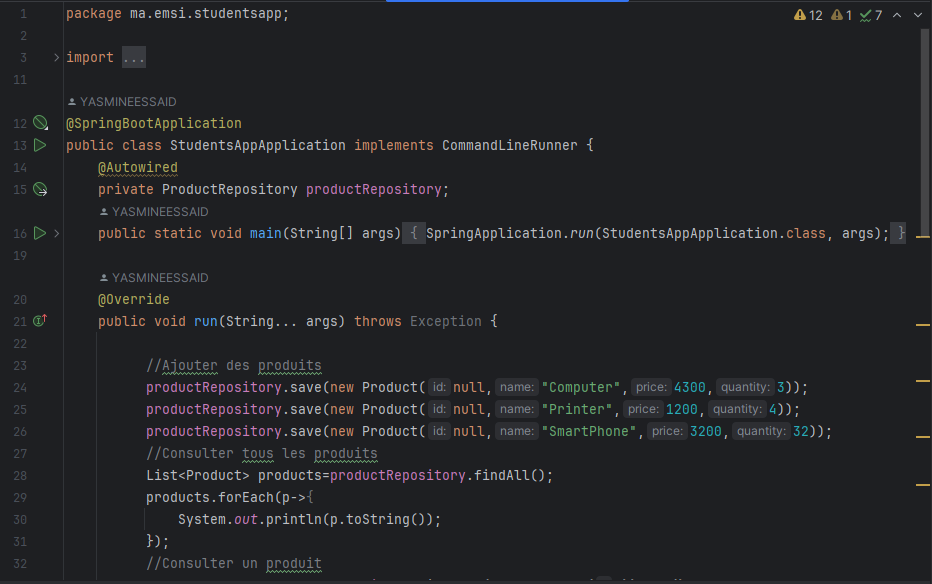 12 1 7
1 package ma.emsi.studentsapp;
2
3 import ...
11
YASMINEESSAID
12 @SpringBootApplication
13 public class StudentsAppApplication implements CommandLineRunner {
14 @Autowired
15 private ProductRepository productRepository;
YASMINEESSAID
16 public static void main(String[] args) { SpringApplication.run(StudentsAppApplication.class, args); }
19
YASMINEESSAID
20 @Override
21 public void run(String... args) throws Exception {
22
23 //Ajouter des produits
24 productRepository.save(new Product( id: null, name: "Computer", price: 4300, quantity: 3));
25 productRepository.save(new Product( id: null, name: "Printer", price: 1200, quantity: 4));
26 productRepository.save(new Product( id: null, name: "SmartPhone", price: 3200, quantity: 32));
27 //Consulter tous les produits
28 List<Product> products=productRepository.findAll();
29 products.forEach(p->{
30 System.out.println(p.toString());
31 });
32 //Consulter un produit